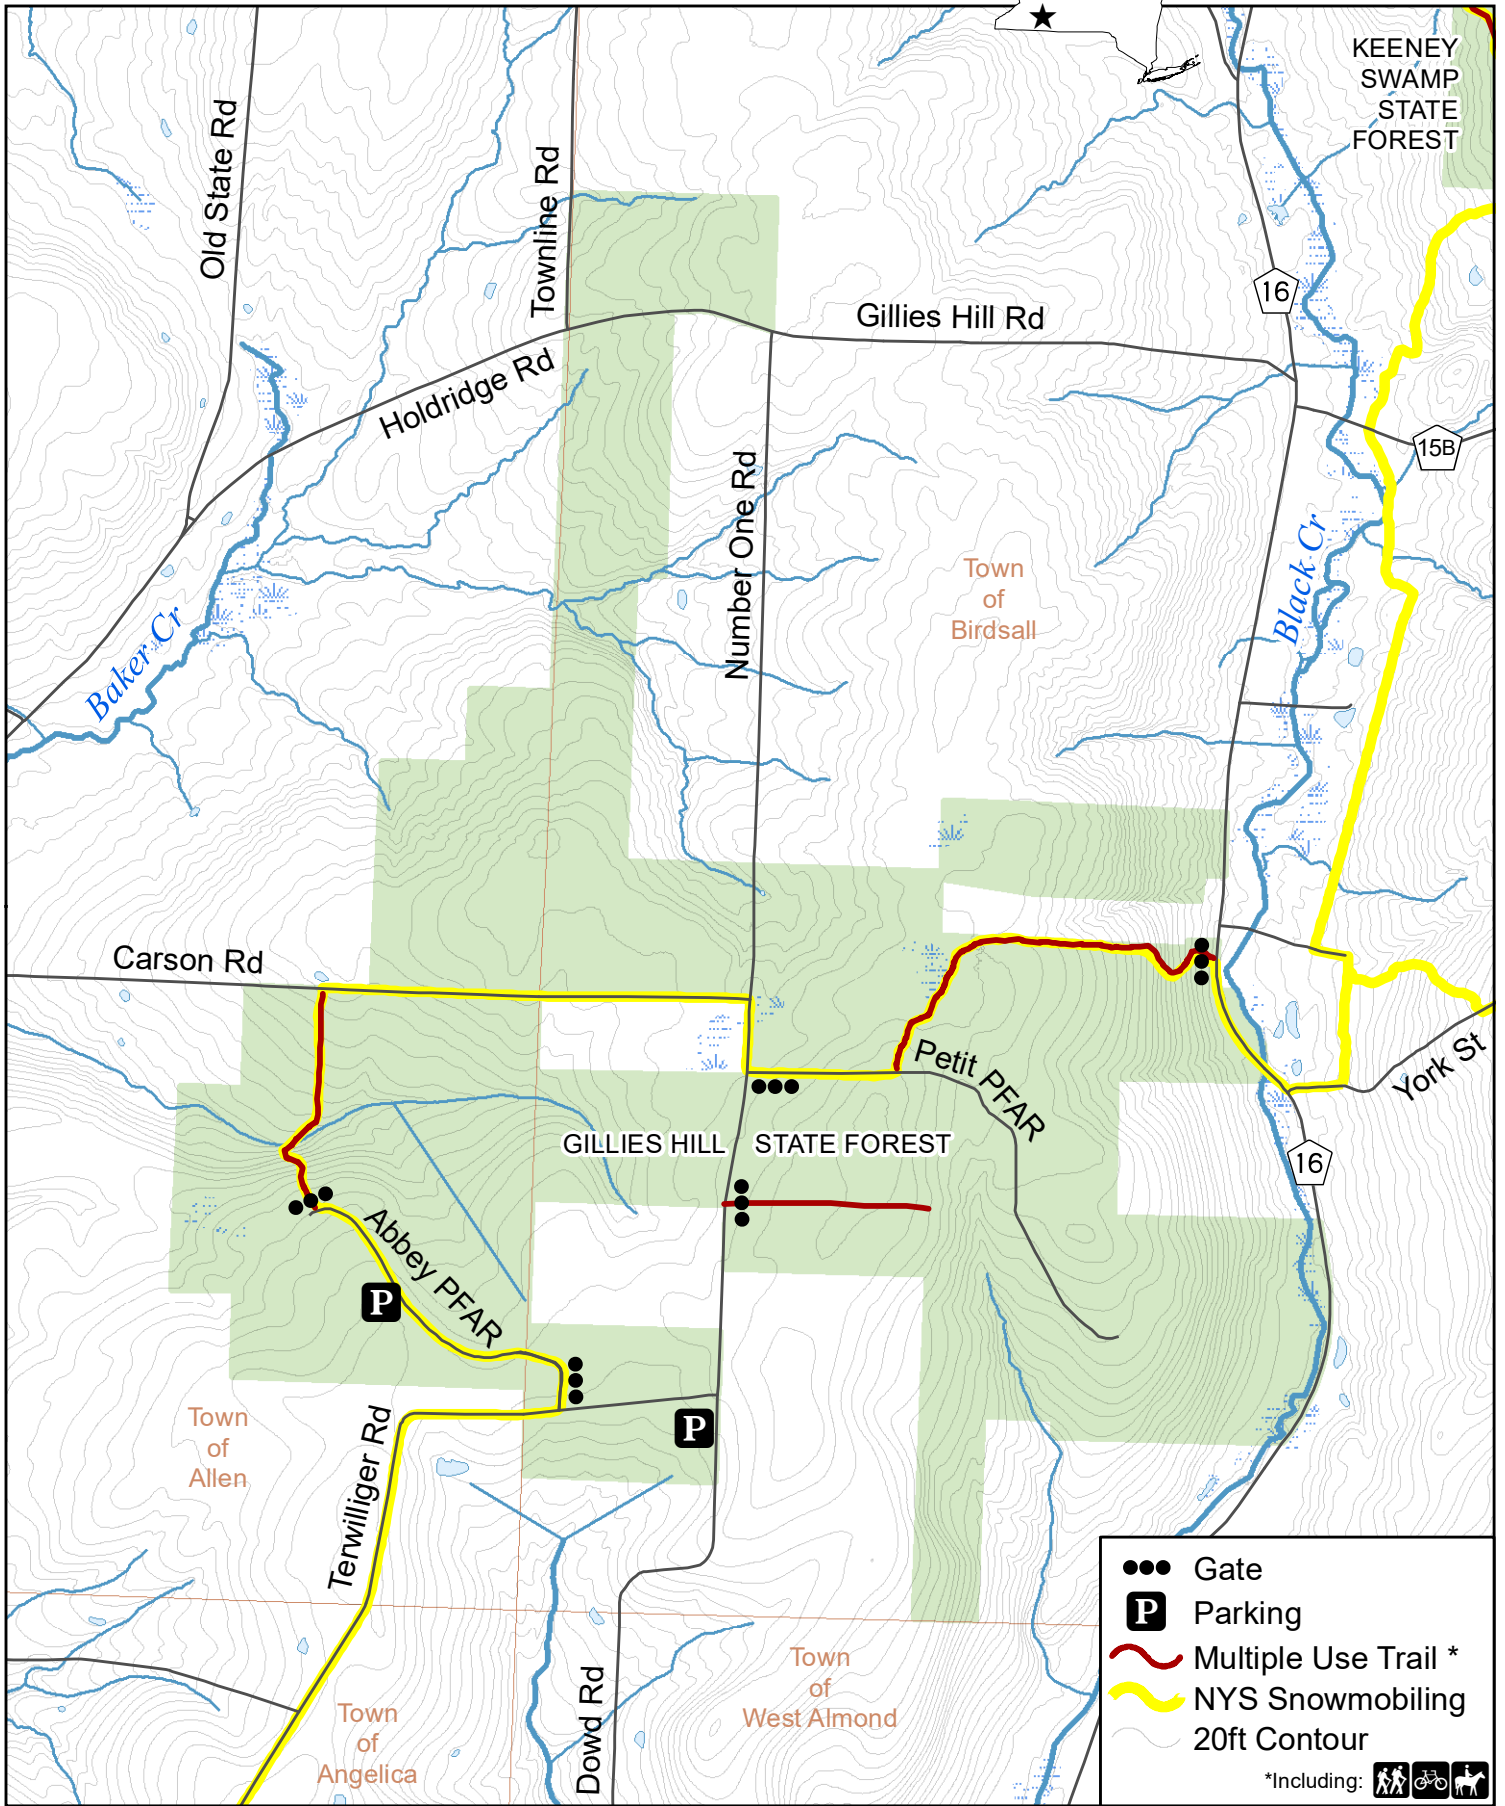 KEENEY
SWAMP
STATE
FOREST
Old State Rd
Townline Rd
16
Gillies Hill Rd
Holdridge Rd
15B
Number One Rd
Black Cr
Town
of
Birdsall
Baker Cr
Carson Rd
Petit PFAR
York St
GILLIES HILL STATE FOREST
16
Abbey PFAR
P
P
Town
of
Allen
Terwilliger Rd
Town
of
West Almond
Dowd Rd
Town
of
Angelica
Gate
P Parking
Multiple Use Trail *
NYS Snowmobiling
20ft Contour
*Including: